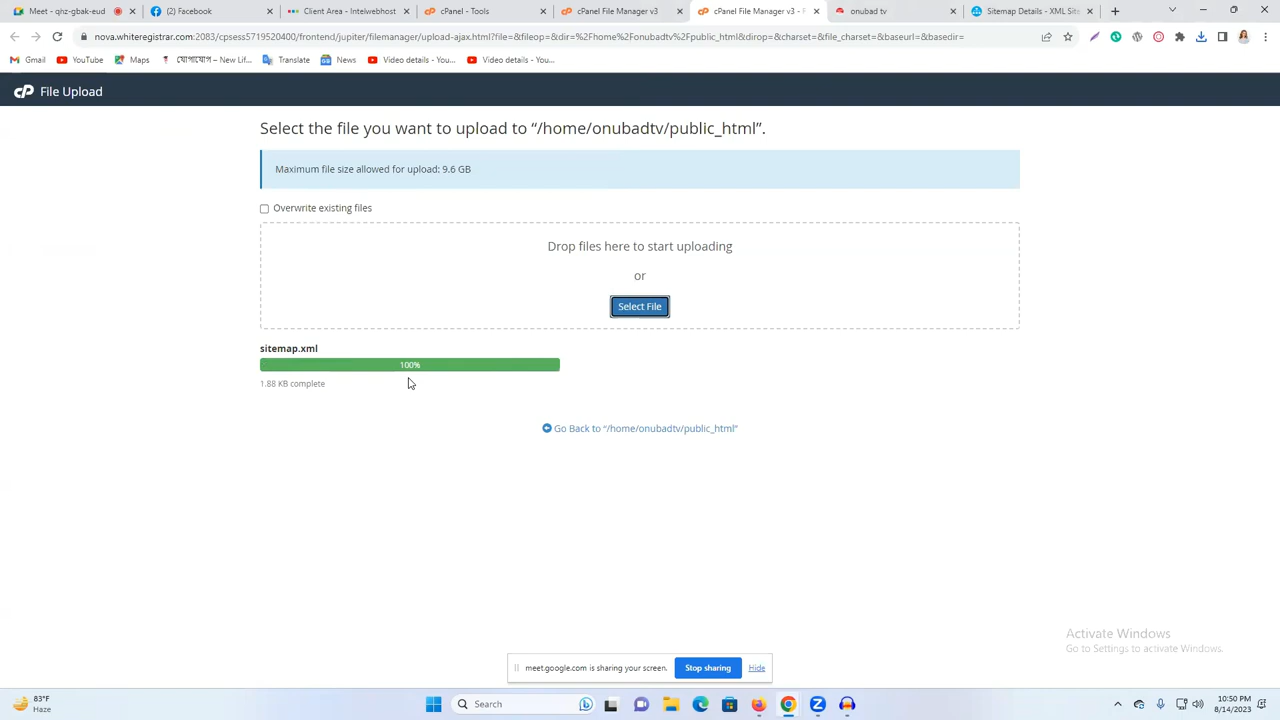 Meet - qhz-gbak-eud
(2) Facebook
Client Area - Intelwebhost
cPanel - Tools
cPanel File Manager v3
cPanel File Manager v3 - F
onubad tv
Sitemap Details - XML Sit
nova.whiteregistrar.com:2083/cpsess5719520400/frontend/jupiter/filemanager/upload-ajax.html?file=&fileop=&dir=%2Fhome%2Fonubadtv%2Fpublic_html&drop=&charset=&file_charset=&baseurl=&basedir=
Gmail
YouTube
Maps
যোগাযোগ – New Lif...
Translate
News
Video details - You...
Video details - You...
File Upload
Select the file you want to upload to “/home/onubadtv/public_html”.
Maximum file size allowed for upload: 9.6 GB
Overwrite existing files
Drop files here to start uploading
or
Select File
sitemap.xml
100%
1.88 KB complete
Go Back to “/home/onubadtv/public_html”
Activate Windows
Go to Settings to activate Windows.
meet.google.com is sharing your screen.
Stop sharing
Hide
83°F
Haze
Search
10:50 PM
8/14/2023